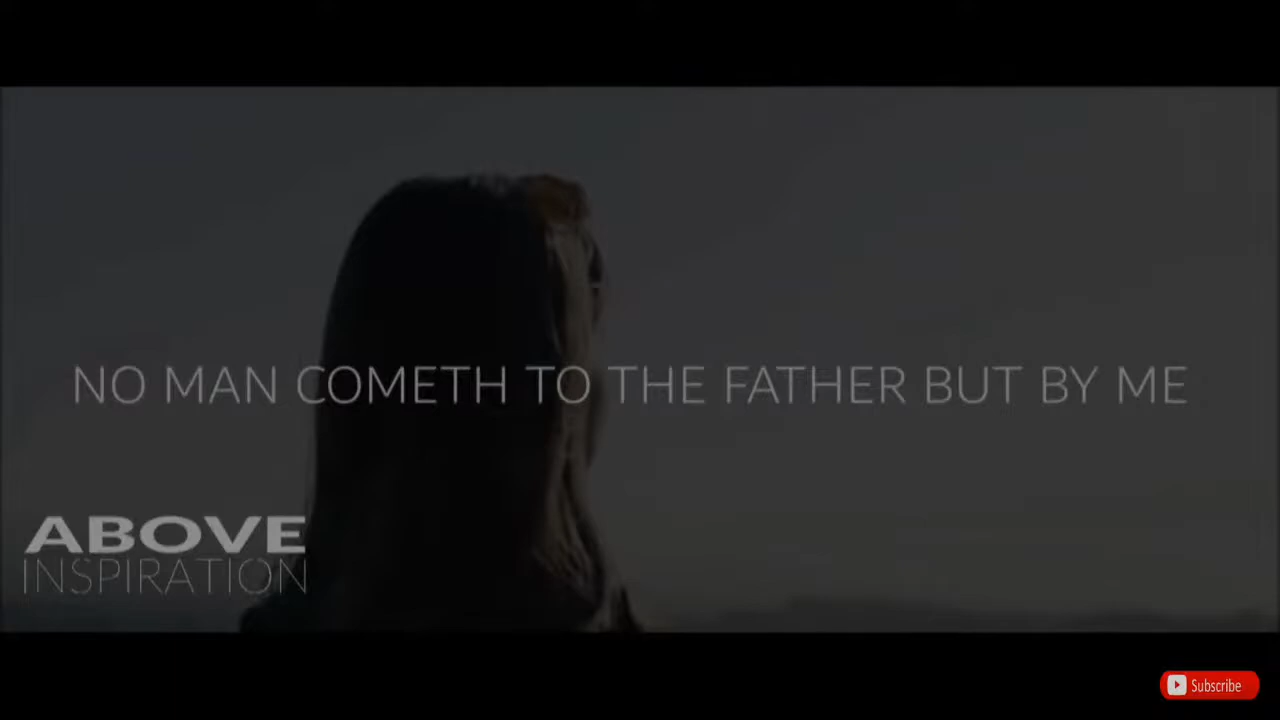 NO MAN COMETH TO THE FATHER BUT BY ME
ABOVE
INSPIRATION
Subscribe